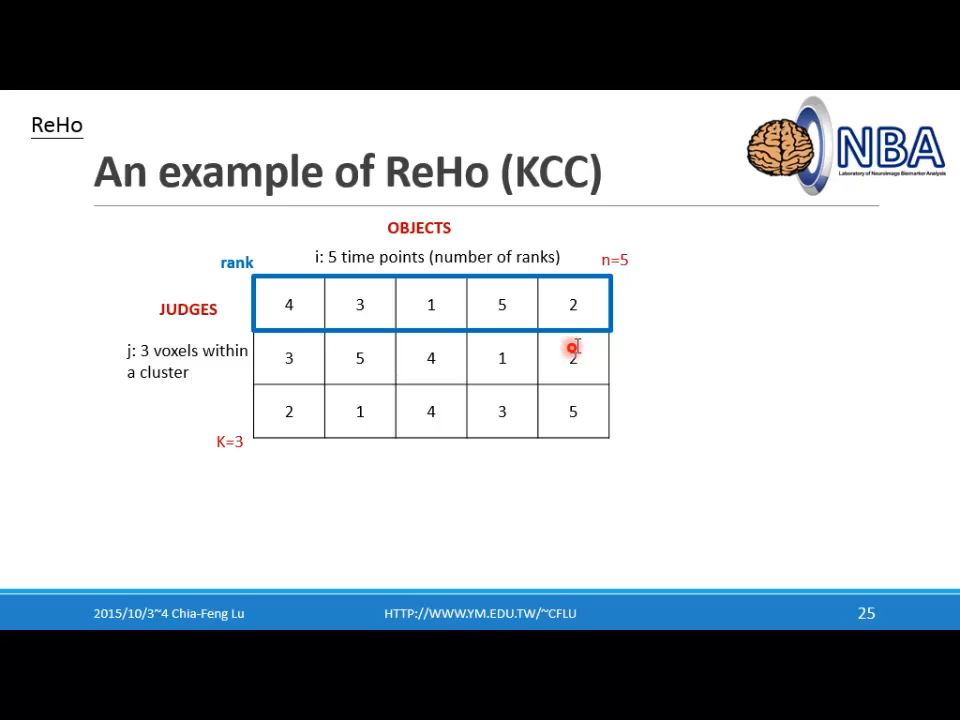 ReHo
NBA
Laboratory of Neuroimage Biomarker Analysis
An example of ReHo (KCC)
OBJECTS
i: 5 time points (number of ranks)
n=5
rank
JUDGES
4 3 1 5 2
j: 3 voxels within
a cluster
3 5 4 1 2
2 1 4 3 5
K=3
2015/10/3~4 Chia-Feng Lu
HTTP://WWW.YM.EDU.TW/~CFLU
25